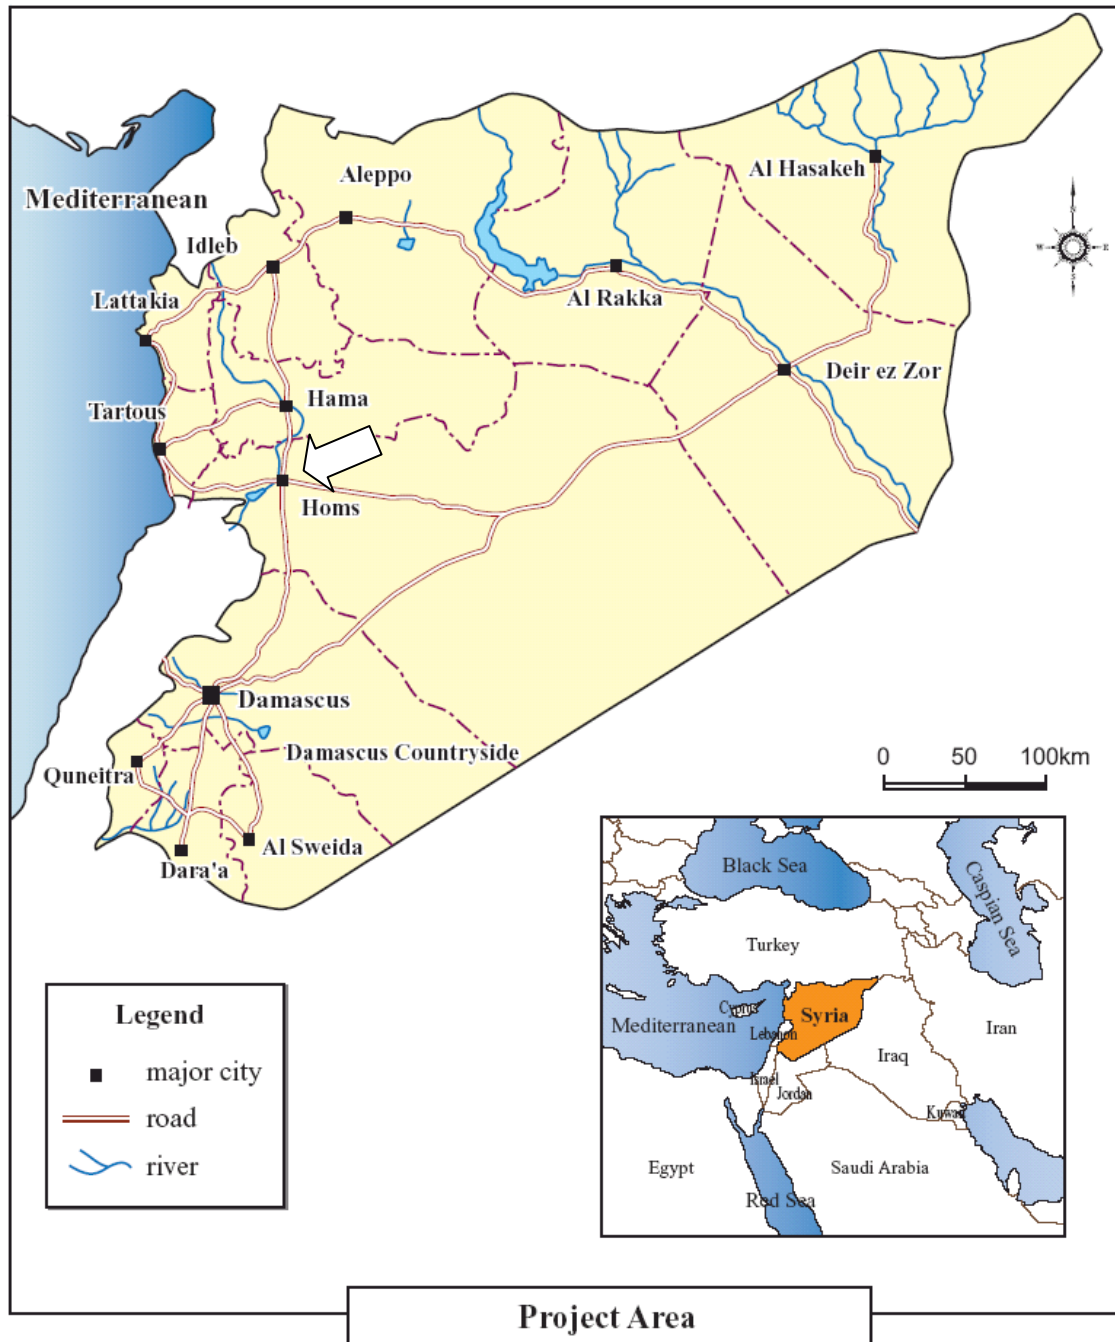 Aleppo
Al Hasakeh
Mediterranean
Idleb
N
W
E
S
Lattakia
Al Rakka
Deir ez Zor
Tartous
Hama
Homs
Damascus
Damascus Countryside
Quneitra
Al Sweida
Dara'a
0 50 100km
Black Sea
Caspian Sea
Turkey
Cyprus
Syria
Mediterranean
Lebanon
Iran
Iraq
Israel
Jordan
Kuwait
Egypt
Saudi Arabia
Red Sea
Legend
major city
road
river
Project Area